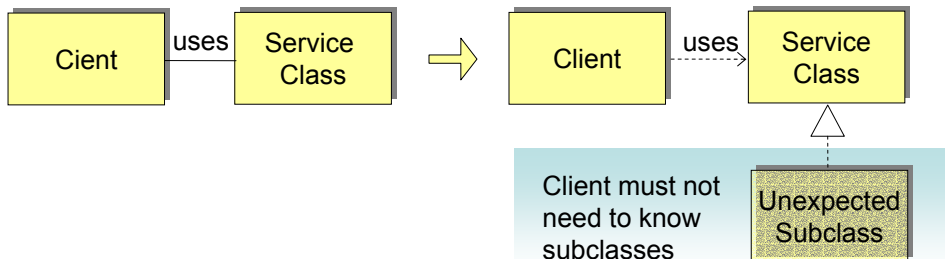 Cient
uses
Service
Class
Client
uses
Service
Class
Client must not
need to know
subclasses
Unexpected
Subclass